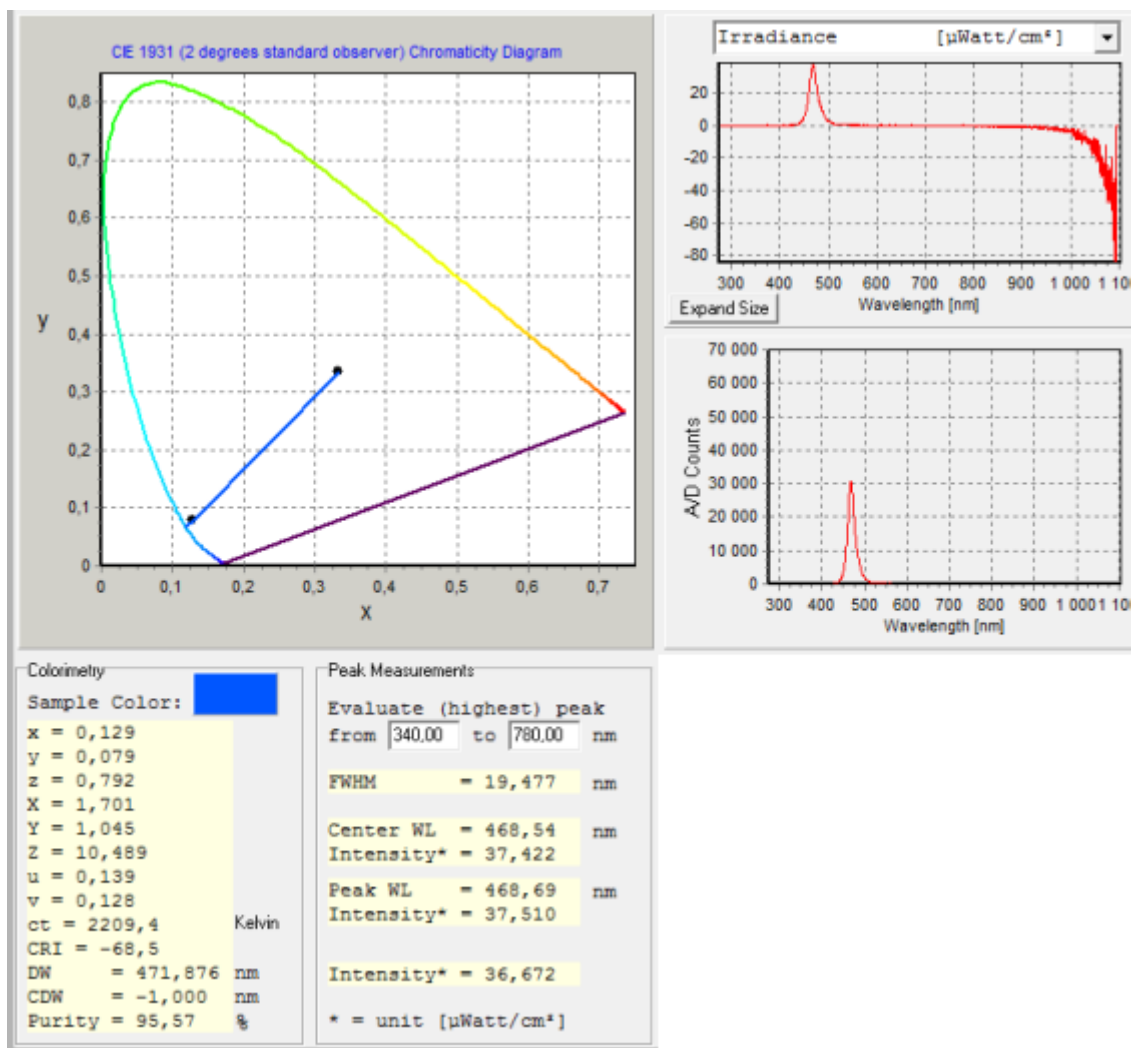 CIE 1931 (2 degrees standard observer) Chromaticity Diagram
0,8
0,7
0,6
0,5
0,4
0,3
0,2
0,1
0
y
0 0,1 0,2 0,3 0,4 0,5 0,6 0,7
X
Irradiance [µWatt/cm²]
20
0
-20
-40
-60
-80
300 400 500 600 700 800 900 1 000 1 10
Wavelength [nm]
Expand Size
70 000
60 000
50 000
40 000
30 000
20 000
10 000
0
A/D Counts
300 400 500 600 700 800 900 1 000 1 10
Wavelength [nm]
Colorimetry
Sample Color:
x = 0,129
y = 0,079
z = 0,792
X = 1,701
Y = 1,045
Z = 10,489
u = 0,139
v = 0,128
ct = 2209,4 Kelvin
CRI = -68,5
DW = 471,876 nm
CDW = -1,000 nm
Purity = 95,57 %
Peak Measurements
Evaluate (highest) peak
from 340,00 to 780,00 nm
FWHM = 19,477 nm
Center WL = 468,54 nm
Intensity* = 37,422
Peak WL = 468,69 nm
Intensity* = 37,510
Intensity* = 36,672
* = unit [µWatt/cm²]